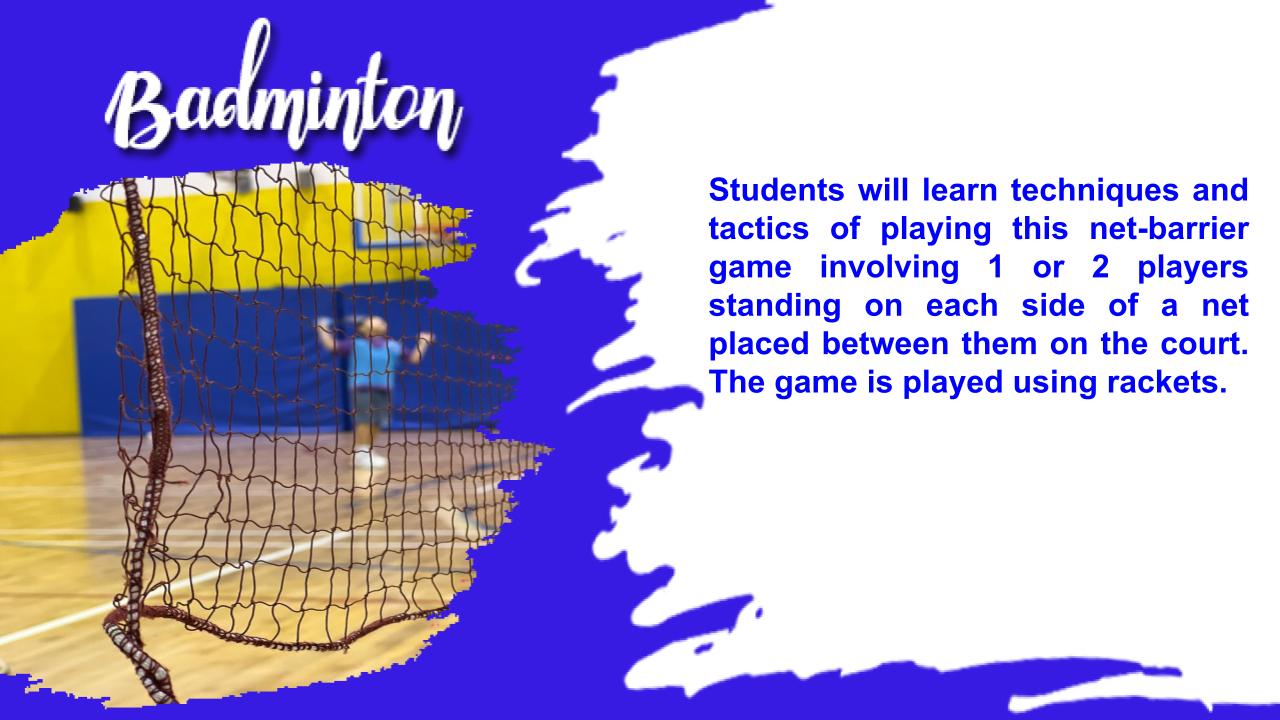 Badminton
Students will learn techniques and
tactics of playing this net-barrier
game involving 1 or 2 players
standing on each side of a net
placed between them on the court.
The game is played using rackets.